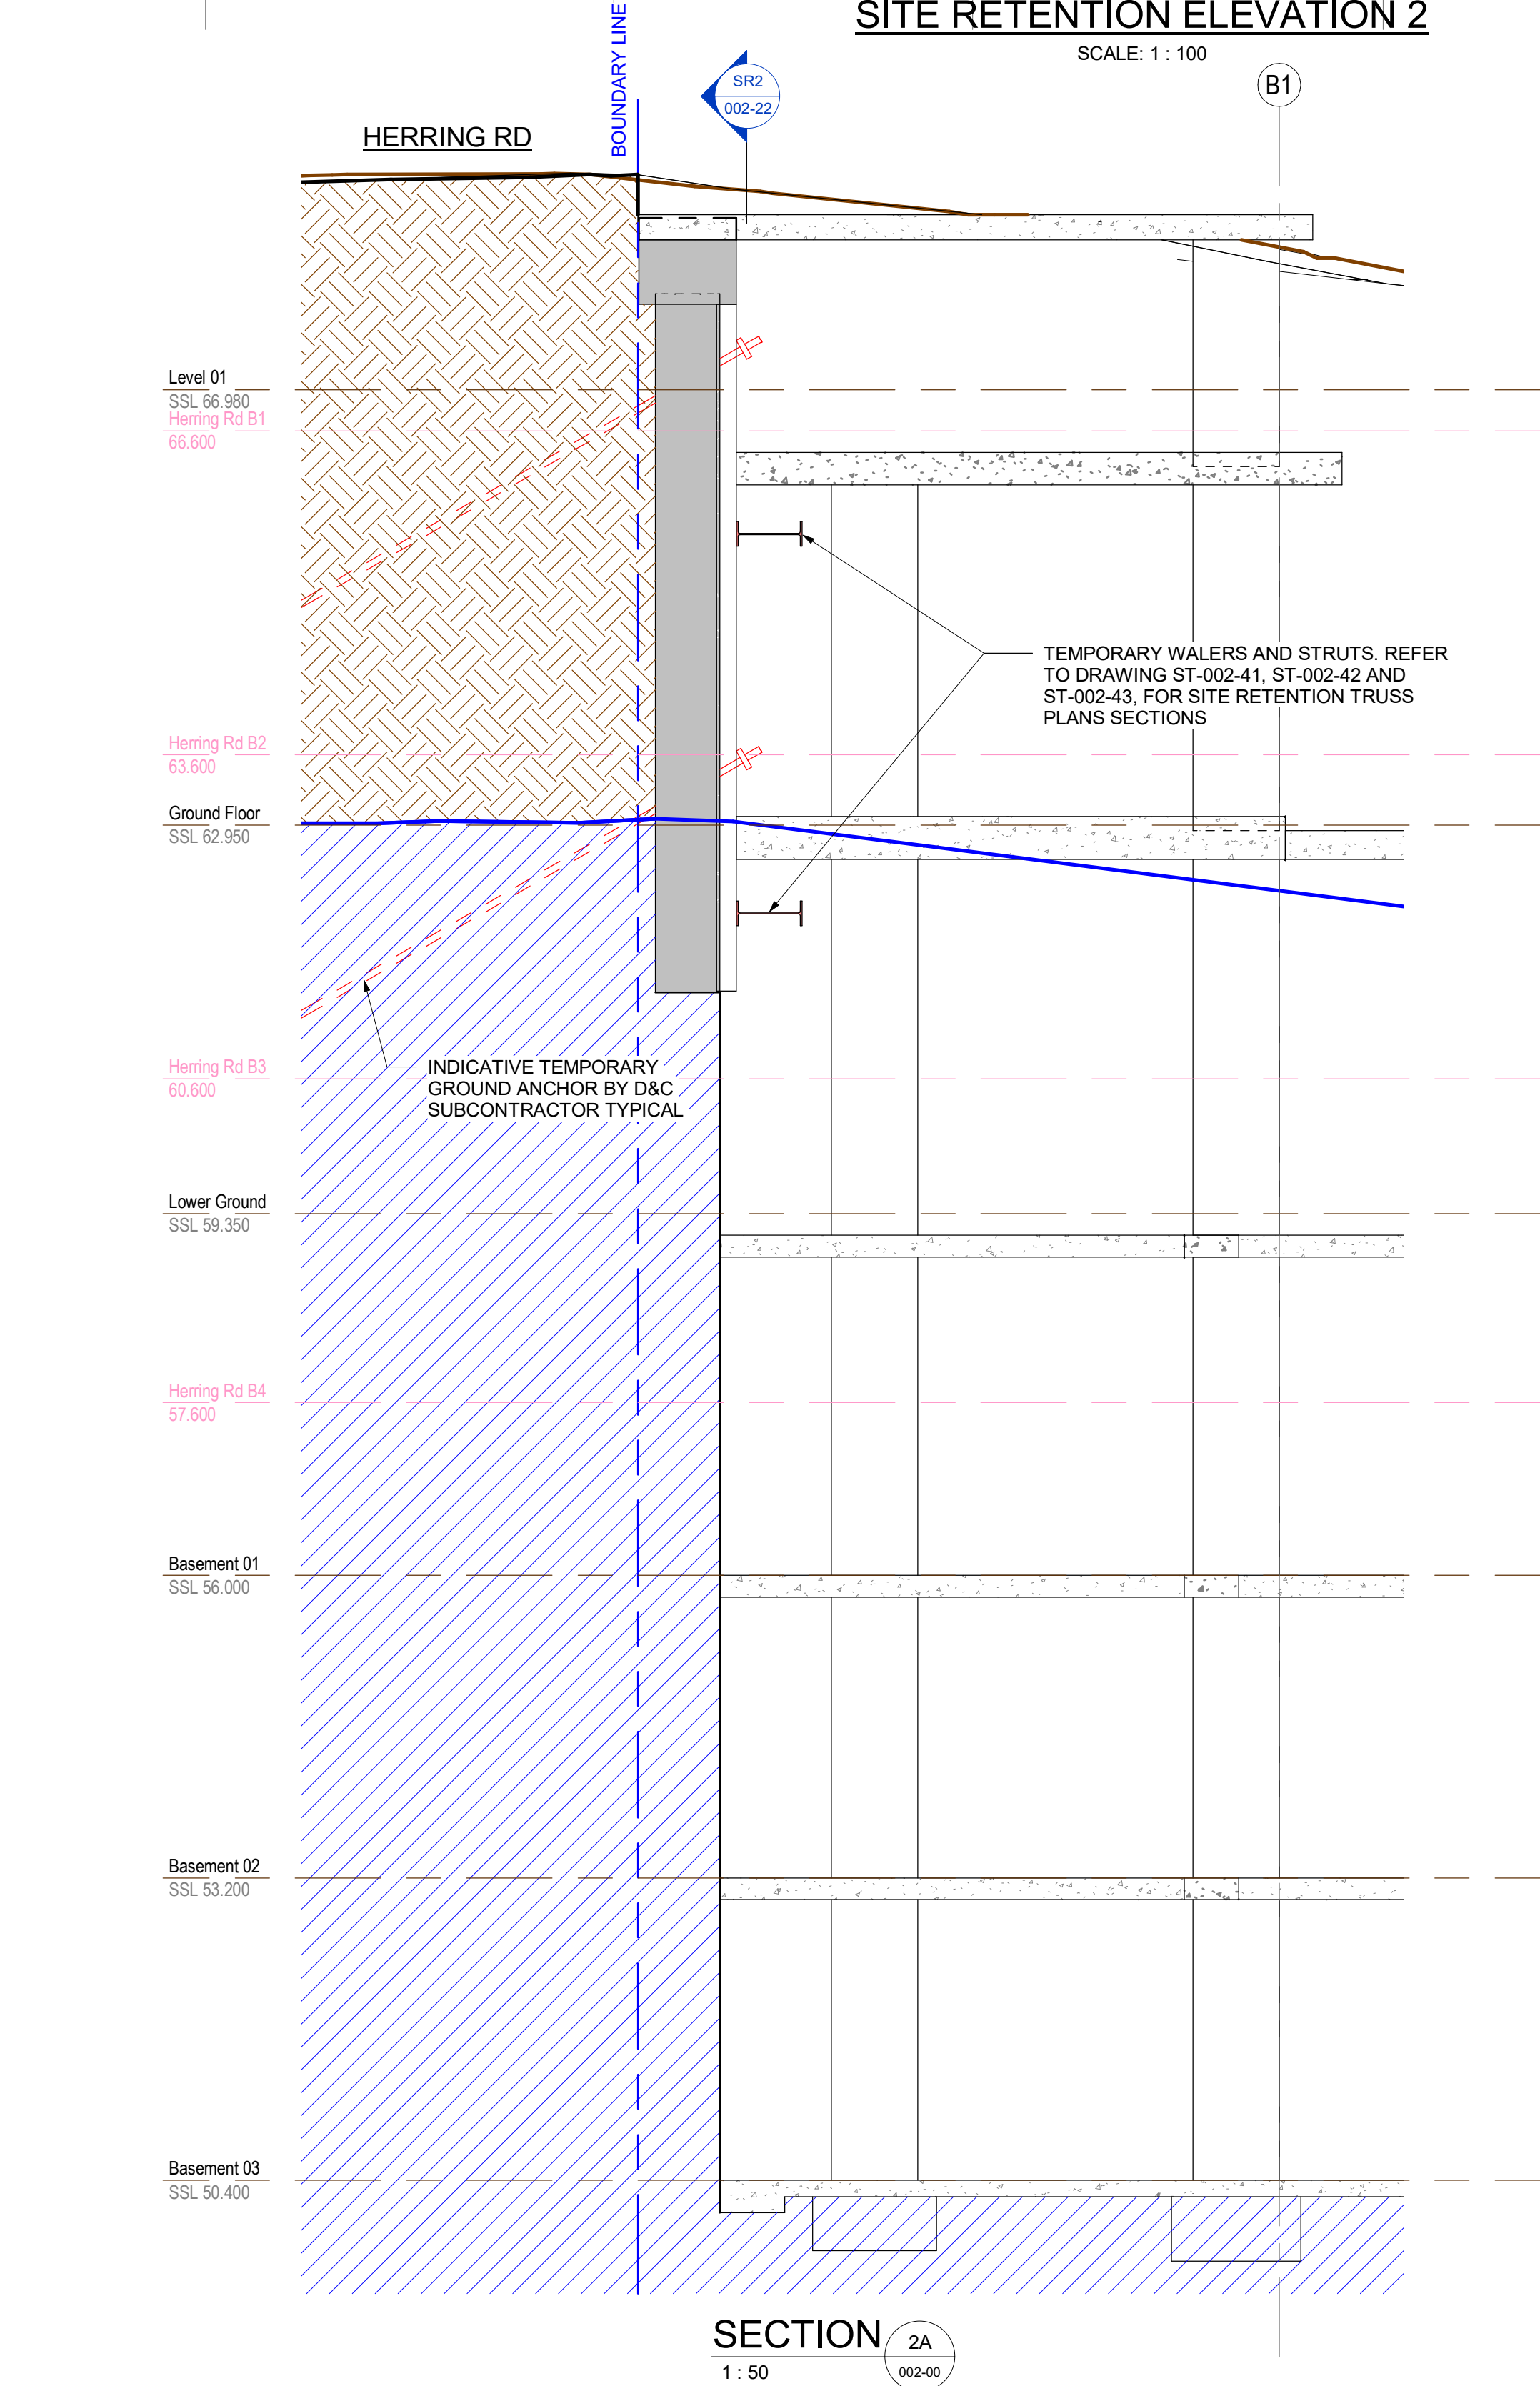 SITE RETENTION ELEVATION 2
SCALE: 1 : 100
BOUNDARY LINE
SR2
002-22
B1
HERRING RD
Level 01
SSL 66.980
Herring Rd B1
66.600
TEMPORARY WALERS AND STRUTS. REFER
TO DRAWING ST-002-41, ST-002-42 AND
ST-002-43, FOR SITE RETENTION TRUSS
PLANS SECTIONS
Herring Rd B2
63.600
Ground Floor
SSL 62.950
Herring Rd B3
60.600
INDICATIVE TEMPORARY
GROUND ANCHOR BY D&C
SUBCONTRACTOR TYPICAL
Lower Ground
SSL 59.350
Herring Rd B4
57.600
Basement 01
SSL 56.000
Basement 02
SSL 53.200
Basement 03
SSL 50.400
SECTION
2A
1 : 50
002-00